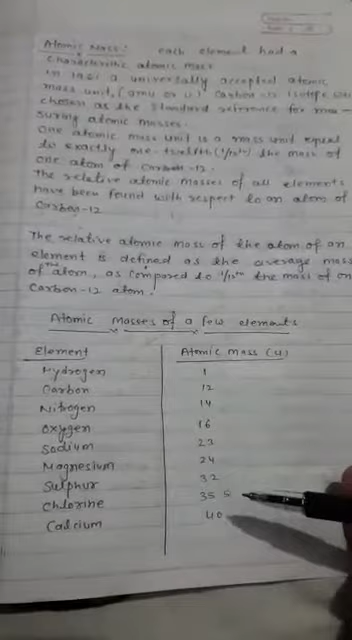 Atomic Mass: each element had a
characteristic atomic mass
in 1961 a universally accepted atomic
mass unit, (amu or u) carbon-12 isotope was
chosen as the standard reference for mea-
suring atomic masses.
One atomic mass unit is a mass unit equal
to exactly one-twelfth (1/12th) the mass of
one atom of carbon-12.
The relative atomic masses of all elements
have been found with respect to an atom of
Carbon-12
The relative atomic mass of the atom of an
element is defined as the average mass
of the atom, as compared to 1/12th the mass of one
carbon-12 atom.
Atomic Masses of a few elements
Element Atomic Mass (u)
Hydrogen 1
Carbon 12
Nitrogen 14
Oxygen 16
Sodium 23
Magnesium 24
Sulphur 32
Chlorine 35.5
Calcium 40